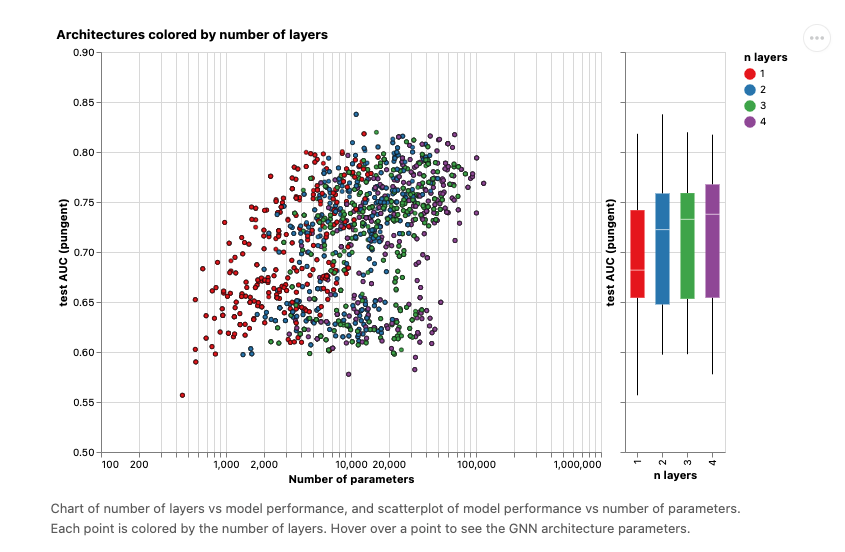 Architectures colored by number of layers
n layers
1
2
3
4
0.90
0.85
0.80
0.75
0.70
0.65
0.60
0.55
0.50
test AUC (pungent)
100 200 1,000 2,000 10,000 20,000 100,000 1,000,000
Number of parameters
test AUC (pungent)
1 2 3 4
n layers
Chart of number of layers vs model performance, and scatterplot of model performance vs number of parameters.
Each point is colored by the number of layers. Hover over a point to see the GNN architecture parameters.